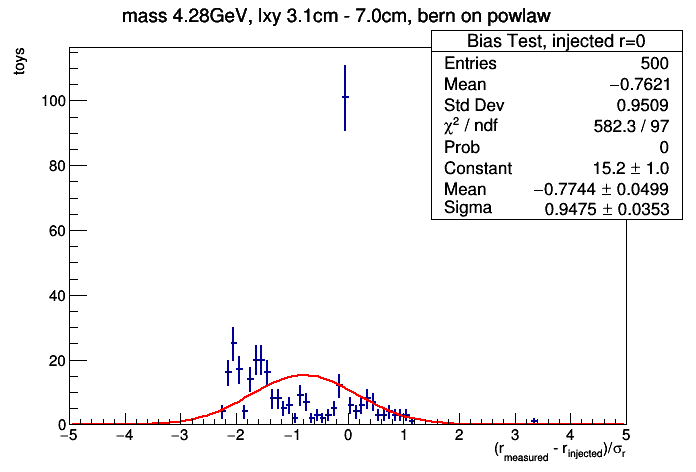 mass 4.28GeV, lxy 3.1cm - 7.0cm, bern on powlaw
Bias Test, injected r=0
Entries 500
Mean −0.7621
Std Dev 0.9509
χ² / ndf 582.3 / 97
Prob 0
Constant 15.2 ± 1.0
Mean −0.7744 ± 0.0499
Sigma 0.9475 ± 0.0353
toys
100
80
60
40
20
0
−5 −4 −3 −2 −1 0 1 2 3 4 5
(r_measured - r_injected)/σ_r